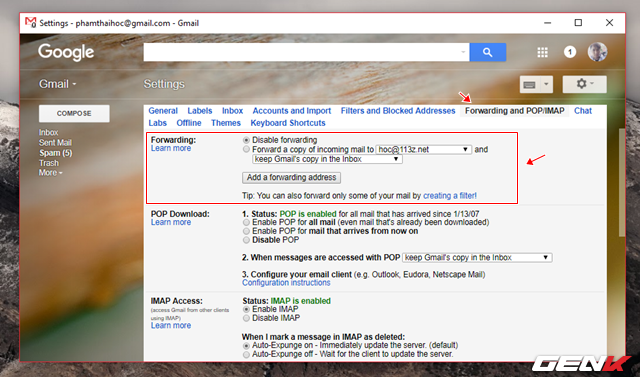 Settings - phamthaihoc@gmail.com - Gmail
Google
1
Gmail
Settings
COMPOSE
Inbox
Sent Mail
Spam (5)
Trash
More
General Labels Inbox Accounts and Import Filters and Blocked Addresses Forwarding and POP/IMAP Chat
Labs Offline Themes Keyboard Shortcuts
Forwarding:
Learn more
Disable forwarding
Forward a copy of incoming mail to hoc@113z.net and
keep Gmail's copy in the Inbox
Add a forwarding address
Tip: You can also forward only some of your mail by creating a filter!
POP Download:
Learn more
1. Status: POP is enabled for all mail that has arrived since 1/13/07
Enable POP for all mail (even mail that's already been downloaded)
Enable POP for mail that arrives from now on
Disable POP
2. When messages are accessed with POP keep Gmail's copy in the Inbox
3. Configure your email client (e.g. Outlook, Eudora, Netscape Mail)
Configuration instructions
IMAP Access:
(access Gmail from other clients
using IMAP)
Learn more
Status: IMAP is enabled
Enable IMAP
Disable IMAP
When I mark a message in IMAP as deleted:
Auto-Expunge on - Immediately update the server. (default)
Auto-Expunge off - Wait for the client to update the server.
GENK